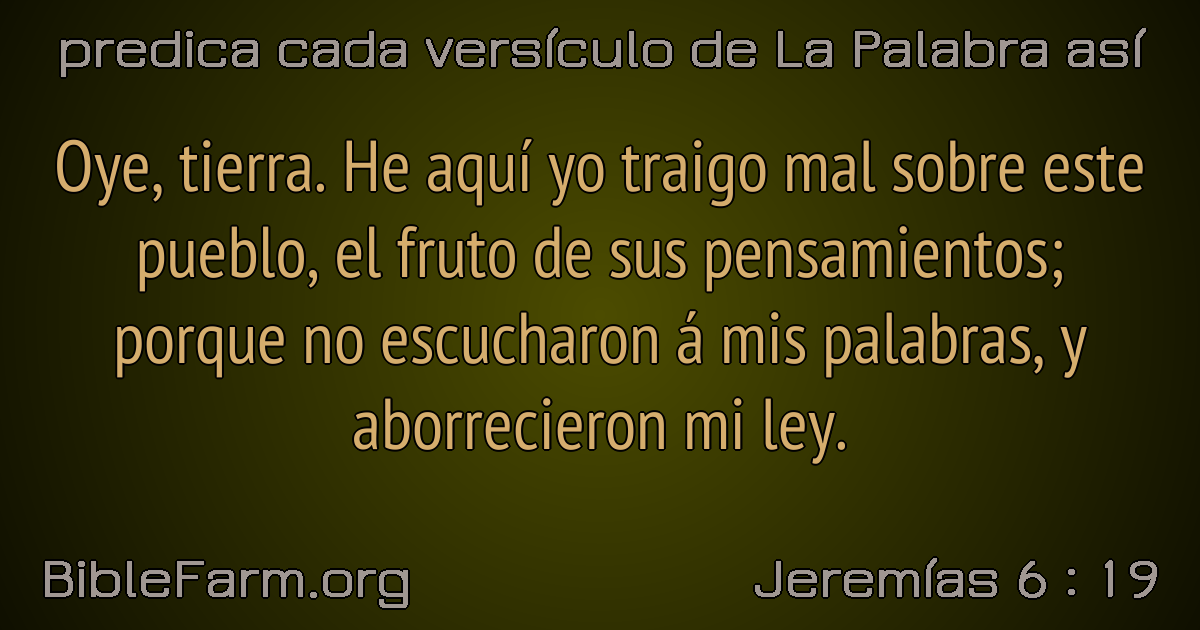 predica cada versículo de La Palabra así
Oye, tierra. He aquí yo traigo mal sobre este
pueblo, el fruto de sus pensamientos;
porque no escucharon á mis palabras, y
aborrecieron mi ley.
BibleFarm.org
Jeremías 6 : 19